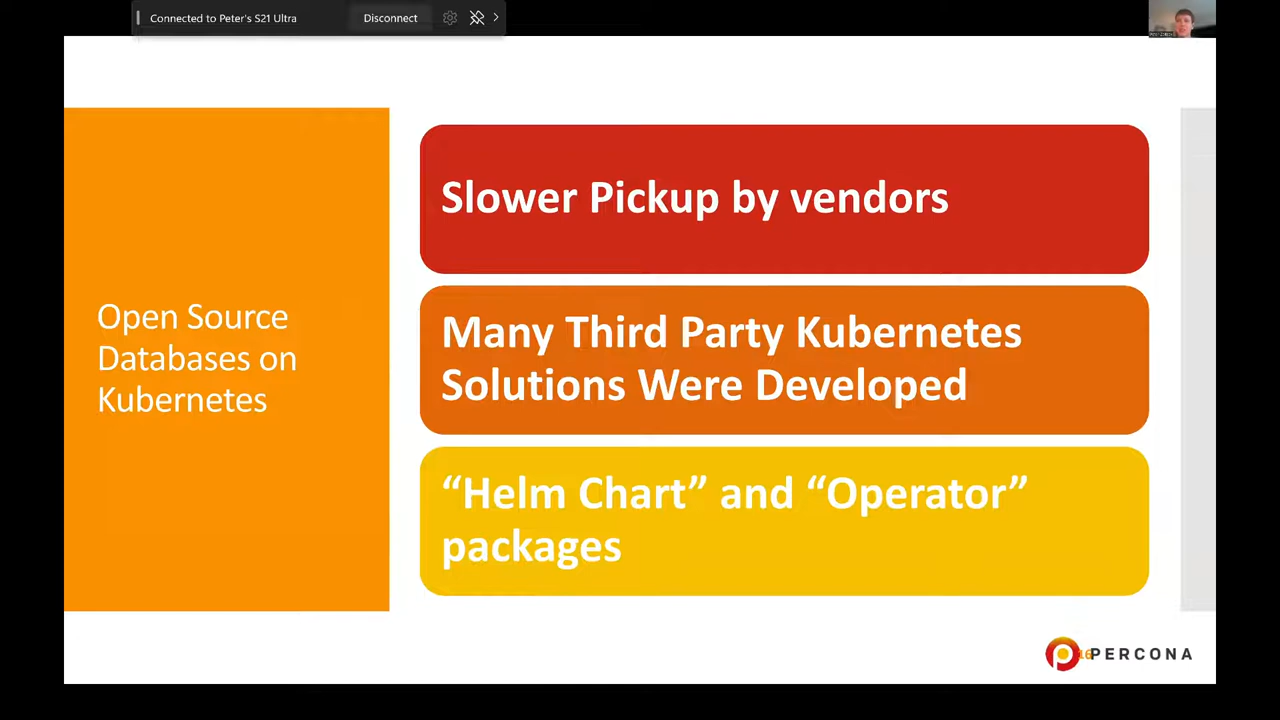 Connected to Peter's S21 Ultra
Disconnect
Open Source
Databases on
Kubernetes
Slower Pickup by vendors
Many Third Party Kubernetes
Solutions Were Developed
“Helm Chart” and “Operator”
packages
16
PERCONA